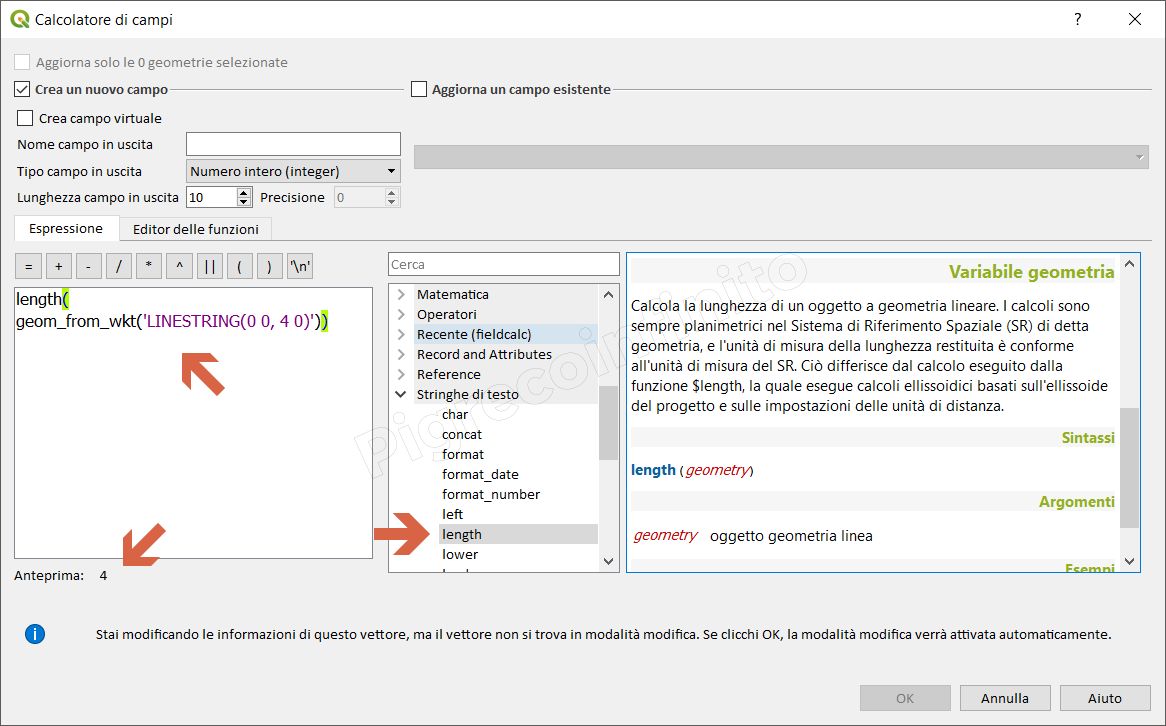 Calcolatore di campi
?
Aggiorna solo le 0 geometrie selezionate
Crea un nuovo campo
Aggiorna un campo esistente
Crea campo virtuale
Nome campo in uscita
Tipo campo in uscita
Numero intero (integer)
Lunghezza campo in uscita
10
Precisione
0
Espressione
Editor delle funzioni
= + - / * ^ || ( ) '\n'
length(
geom_from_wkt('LINESTRING(0 0, 4 0)'))
Anteprima: 4
Cerca
Matematica
Operatori
Recente (fieldcalc)
Record and Attributes
Reference
Stringhe di testo
char
concat
format
format_date
format_number
left
length
lower
Variabile geometria
Calcola la lunghezza di un oggetto a geometria lineare. I calcoli sono
sempre planimetrici nel Sistema di Riferimento Spaziale (SR) di detta
geometria, e l'unità di misura della lunghezza restituita è conforme
all'unità di misura del SR. Ciò differisce dal calcolo eseguito dalla
funzione $length, la quale esegue calcoli ellissoidici basati sull'ellissoide
del progetto e sulle impostazioni delle unità di distanza.
Sintassi
length (geometry)
Argomenti
geometry oggetto geometria linea
Esempi
Pigrecoinfinito
Stai modificando le informazioni di questo vettore, ma il vettore non si trova in modalità modifica. Se clicchi OK, la modalità modifica verrà attivata automaticamente.
OK
Annulla
Aiuto